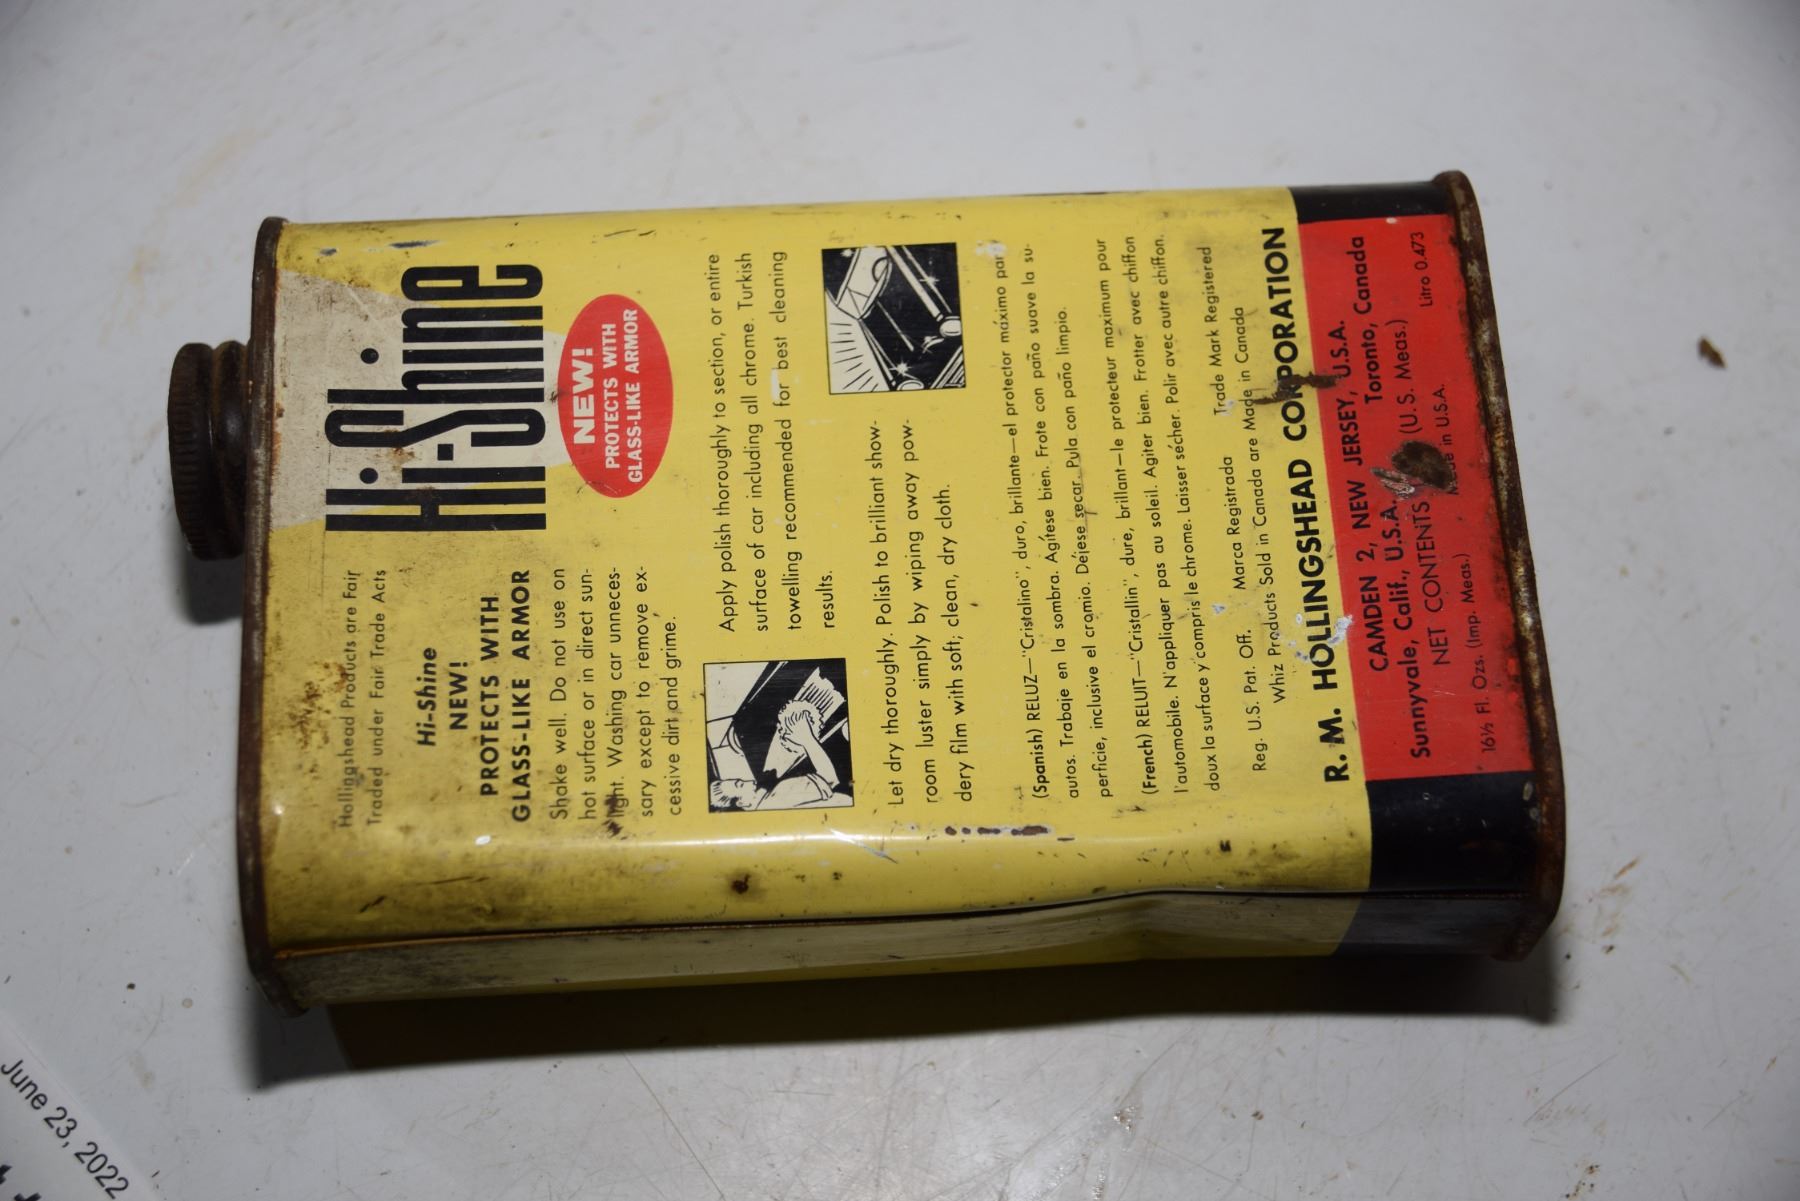 Hollingshead Products are Fair
Traded under Fair Trade Acts
Hi-Shine
Hi-Shine
NEW!
PROTECTS WITH
GLASS-LIKE ARMOR
NEW!
PROTECTS WITH
GLASS-LIKE ARMOR
Shake well. Do not use on
hot surface or in direct sun-
light. Washing car unneces-
sary except to remove ex-
cessive dirt and grime.
Apply polish thoroughly to section, or entire
surface of car including all chrome. Turkish
towelling recommended for best cleaning
results.
Let dry thoroughly. Polish to brilliant show-
room luster simply by wiping away pow-
dery film with soft, clean, dry cloth.
(Spanish) RELUZ—"Cristalino", duro, brillante—el protector máximo para
autos. Trabaje en la sombra. Agítese bien. Frote con paño suave la su-
perficie, inclusive el cromio. Déjese secar. Pula con paño limpio.
(French) RELUIT—"Cristallin", dure, brillant—le protecteur maximum pour
l'automobile. N'appliquer pas au soleil. Agiter bien. Frotter avec chiffon
doux la surface y compris le chrome. Laisser sécher. Polir avec autre chiffon.
Reg. U.S. Pat. Off. Marca Registrada Trade Mark Registered
Whiz Products Sold in Canada are Made in Canada
R. M. HOLLINGSHEAD CORPORATION
CAMDEN 2, NEW JERSEY, U.S.A.
Sunnyvale, Calif., U.S.A. Toronto, Canada
NET CONTENTS (U.S. Meas.) Litro 0.473
16½ Fl. Ozs. (Imp. Meas.) Made in U.S.A.
June 23, 2022